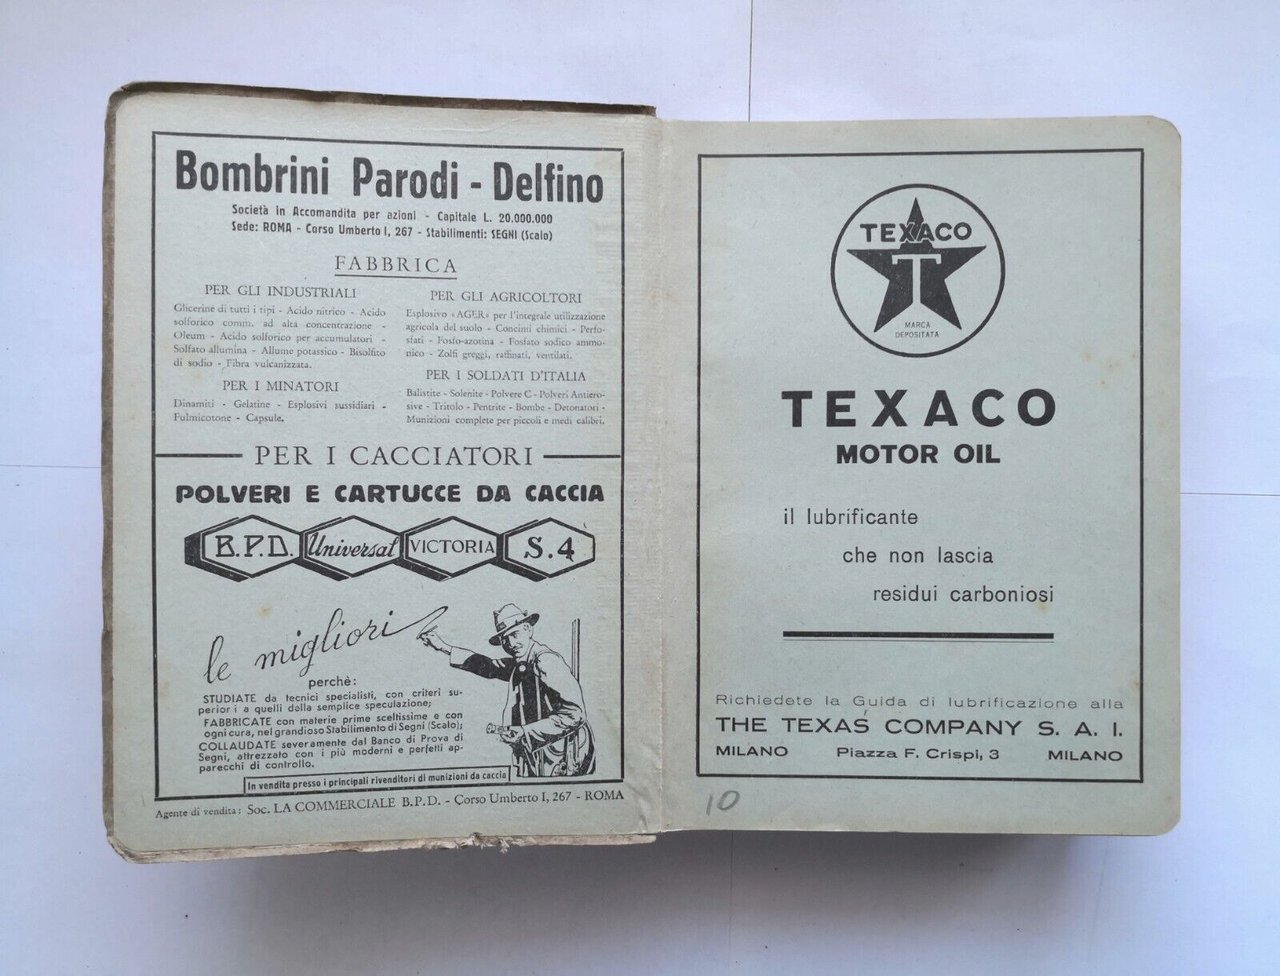 Bombrini Parodi - Delfino
Società in Accomandita per azioni - Capitale L. 20.000.000
Sede: ROMA - Corso Umberto I, 267 - Stabilimenti: SEGNI (Scalo)
FABBRICA
PER GLI INDUSTRIALI
Glicerine di tutti i tipi - Acido nitrico - Acido
solforico comm. ad alta concentrazione -
Oleum - Acido solforico per accumulatori -
Solfato allumina - Allume potassico - Bisolfito
di sodio - Fibra vulcanizzata.
PER I MINATORI
Dinamiti - Gelatine - Esplosivi sussidiari -
Fulmicotone - Capsule.
PER GLI AGRICOLTORI
Esplosivo «AGER» per l'integrale utilizzazione
agricola del suolo - Concimi chimici - Perfo-
sfati - Fosfo-azotina - Fosfato sodico ammo-
nico - Zolfi greggi, raffinati, ventilati.
PER I SOLDATI D'ITALIA
Balistite - Solenite - Polvere C - Polveri Antiero-
sive - Tritolo - Pentrite - Bombe - Detonatori -
Munizioni complete per piccoli e medi calibri.
PER I CACCIATORI
POLVERI E CARTUCCE DA CACCIA
B.P.D. Universal VICTORIA S.4
le migliori
perchè:
STUDIATE da tecnici specialisti, con criteri su-
periori a quelli della semplice speculazione;
FABBRICATE con materie prime sceltissime e con
ogni cura, nel grandioso Stabilimento di Segni (Scalo);
COLLAUDATE severamente dal Banco di Prova di
Segni, attrezzato con i più moderni e perfetti ap-
parecchi di controllo.
In vendita presso i principali rivenditori di munizioni da caccia
Agente di vendita: Soc. LA COMMERCIALE B.P.D. - Corso Umberto I, 267 - ROMA
TEXACO
T
MARCA
DEPOSITATA
TEXACO
MOTOR OIL
il lubrificante
che non lascia
residui carboniosi
Richiedete la Guida di lubrificazione alla
THE TEXAS COMPANY S. A. I.
MILANO Piazza F. Crispi, 3 MILANO
10